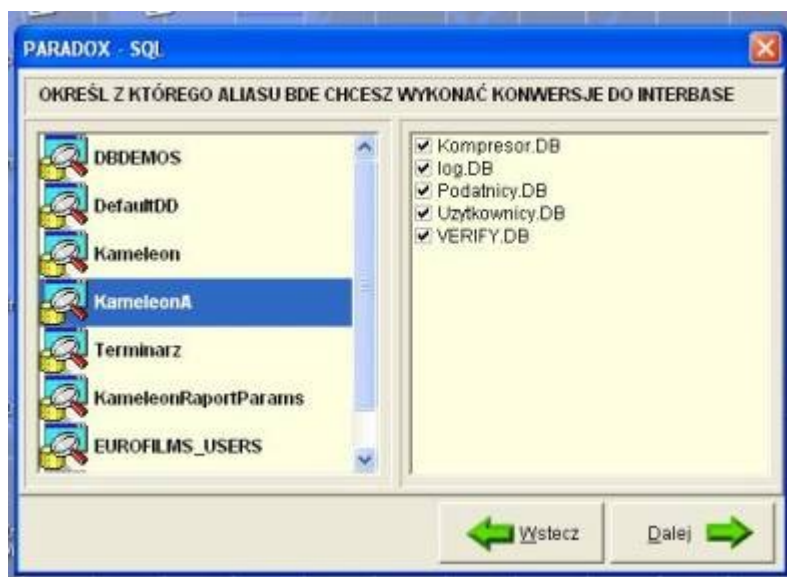 PARADOX - SQL
OKREŚL Z KTÓREGO ALIASU BDE CHCESZ WYKONAĆ KONWERSJE DO INTERBASE
DBDEMOS
DefaultDD
Kameleon
KameleonA
Terminarz
KameleonRaportParams
EUROFILMS_USERS
Kompresor.DB
log.DB
Podatnicy.DB
Uzytkownicy.DB
VERIFY.DB
Wstecz
Dalej